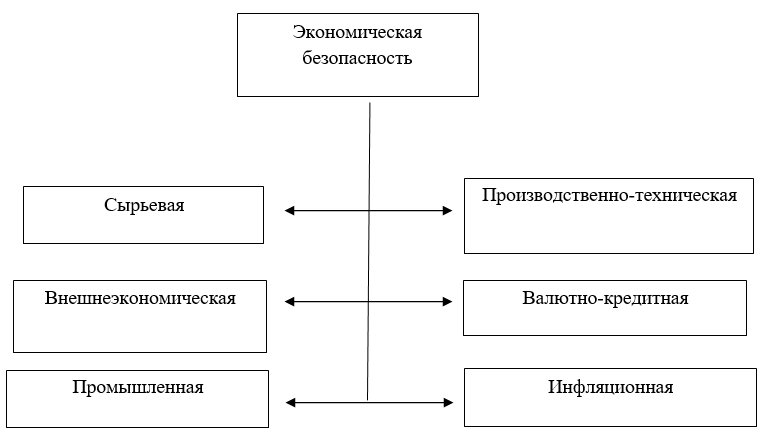 Экономическая
безопасность
Сырьевая
Производственно-техническая
Внешнеэкономическая
Валютно-кредитная
Промышленная
Инфляционная